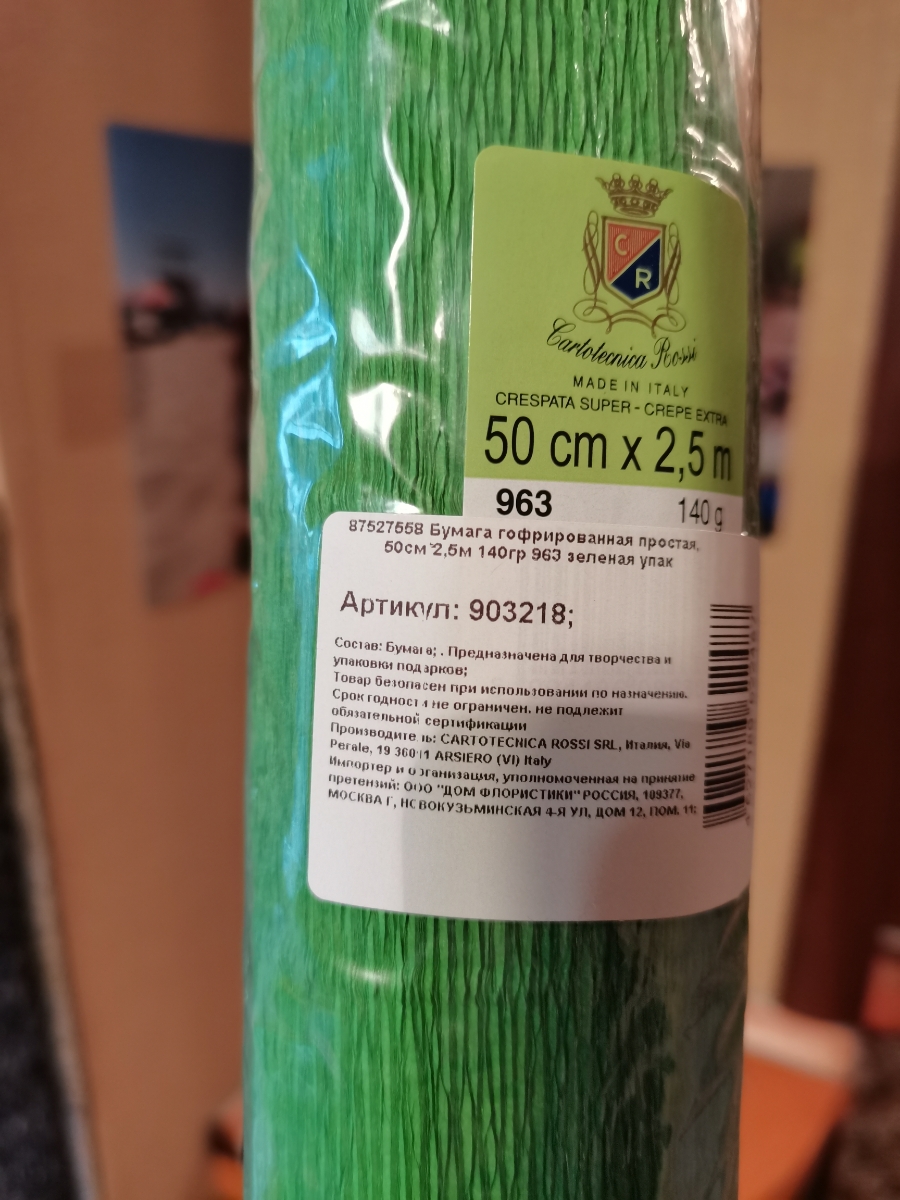 C
R
Cartotecnica Rossi
MADE IN ITALY
CRESPATA SUPER - CREPE EXTRA
50 cm x 2,5 m
963 140 g
87527558 Бумага гофрированная простая,
50см*2,5м 140гр 963 зеленая упак
Артикул: 903218;
Состав: Бумага; . Предназначена для творчества и
упаковки подарков;
Товар безопасен при использовании по назначению.
Срок годности не ограничен. не подлежит
обязательной сертификации
Производитель: CARTOTECNICA ROSSI SRL, Италия, Via
Perale, 19 36011 ARSIERO (VI) Italy
Импортер и организация, уполномоченная на принятие
претензий: ООО "ДОМ ФЛОРИСТИКИ" РОССИЯ, 109377,
МОСКВА Г, НОВОКУЗЬМИНСКАЯ 4-Я УЛ, ДОМ 12, ПОМ. 11;